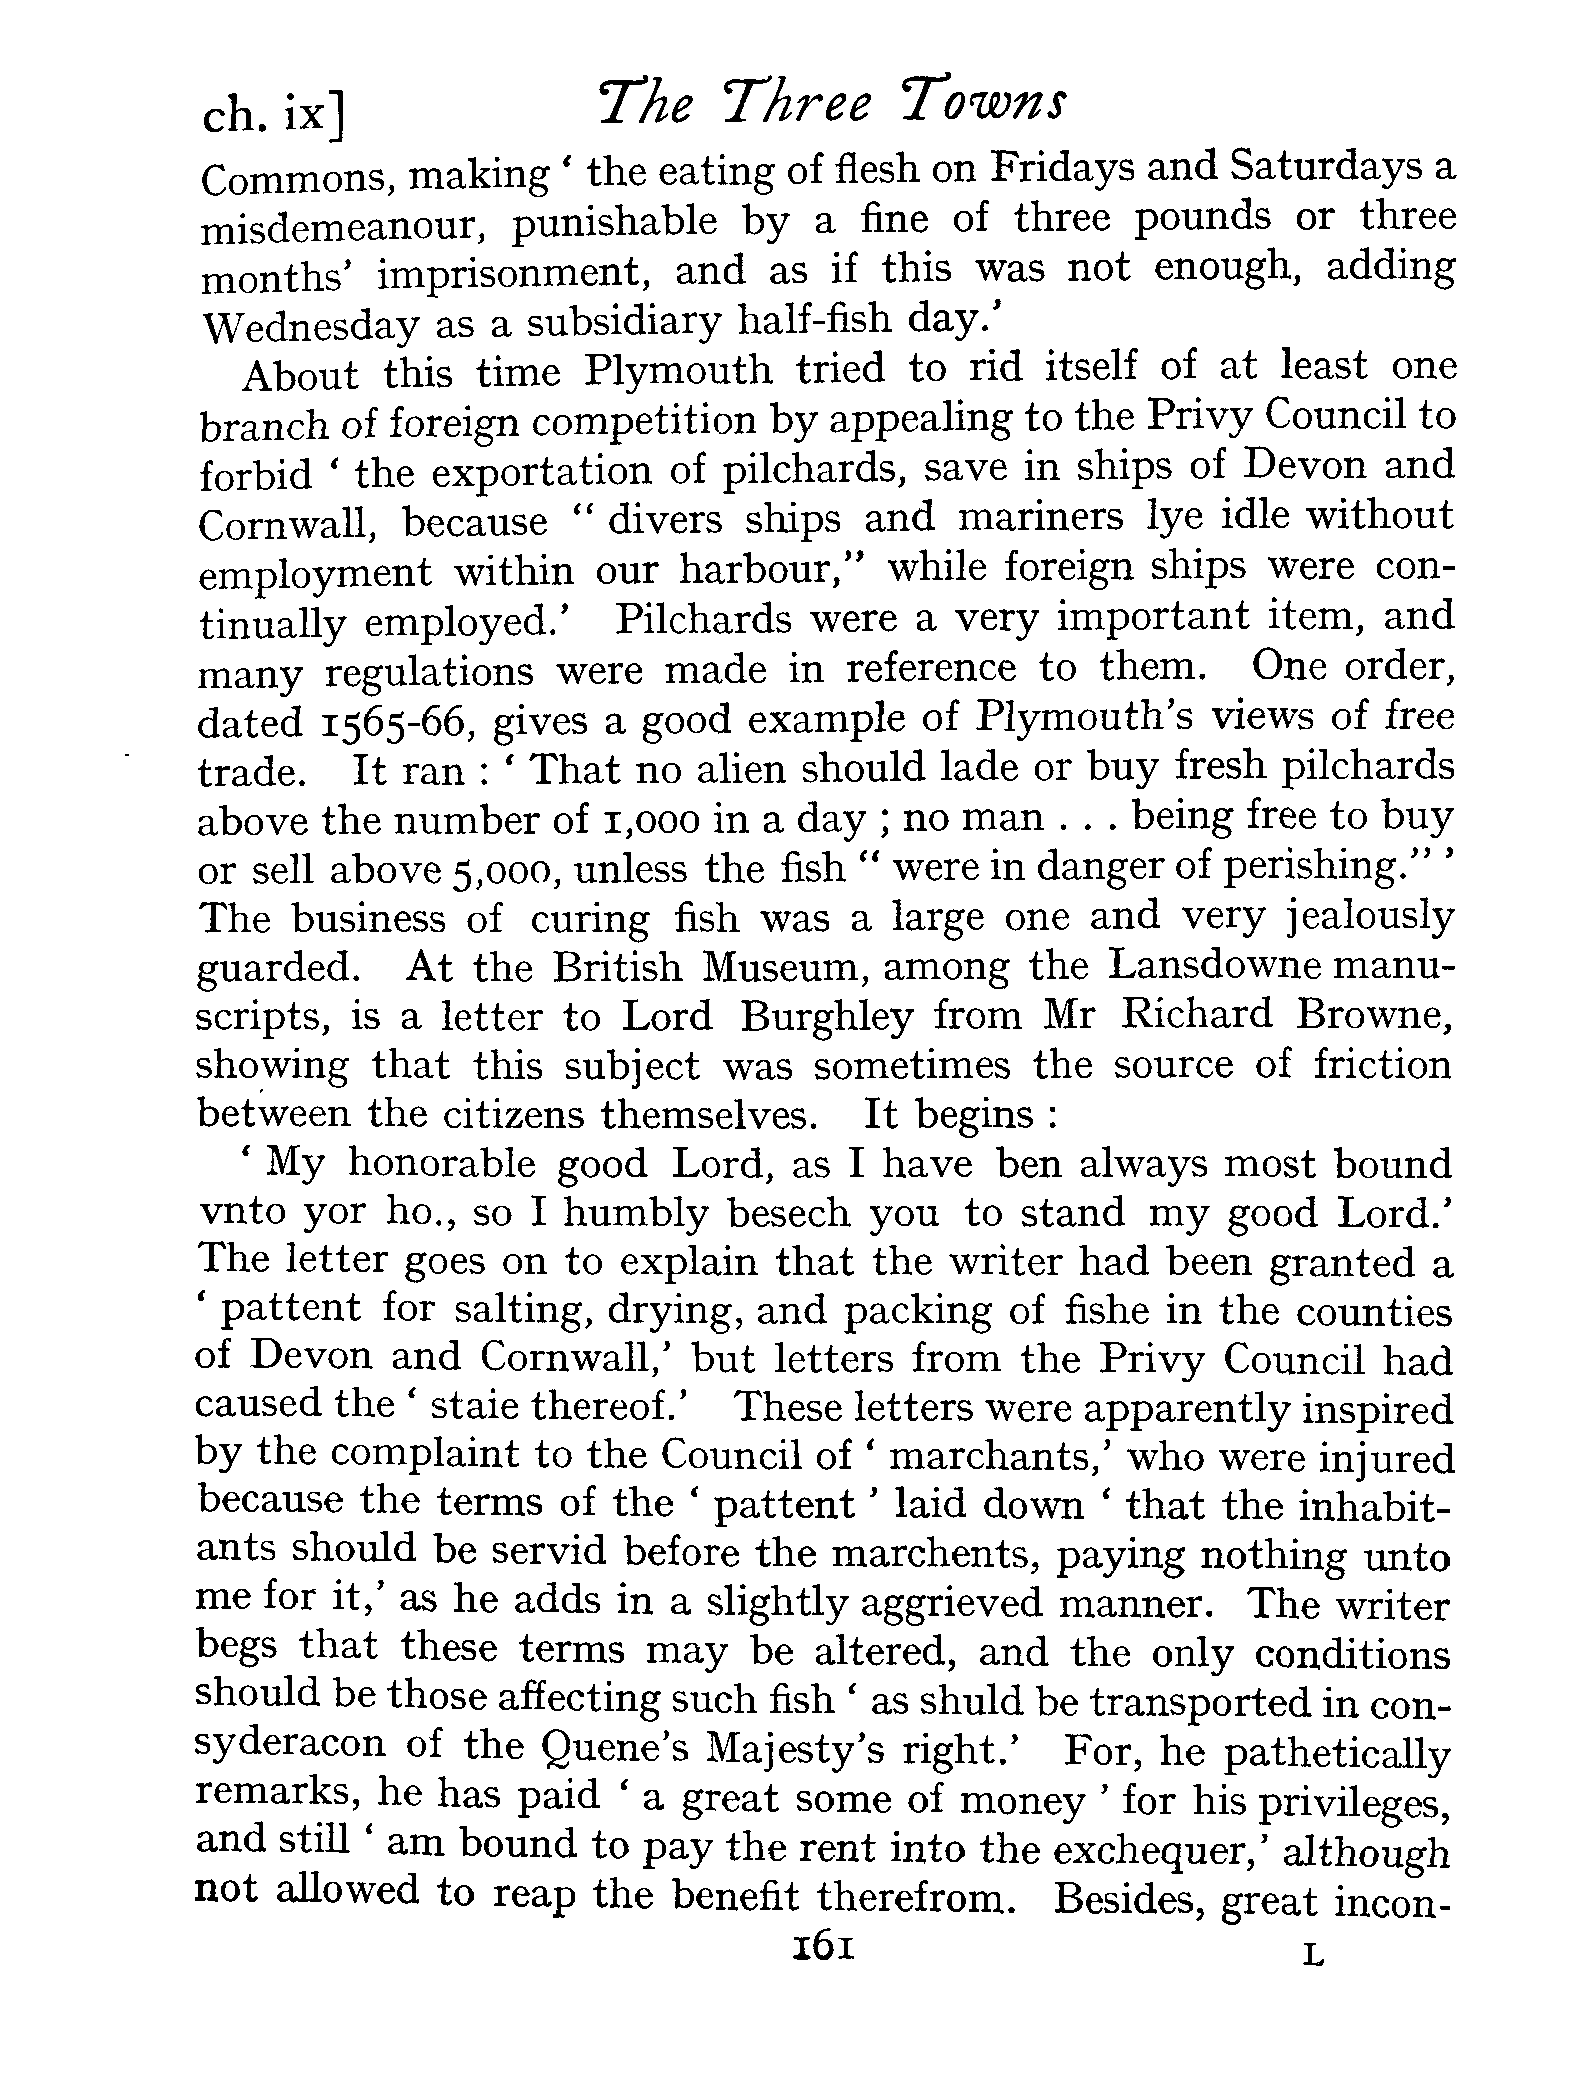 ch. ix] The Three Towns
Commons, making ‘ the eating of flesh on Fridays and Saturdays a
misdemeanour, punishable by a fine of three pounds or three
months’ imprisonment, and as if this was not enough, adding
Wednesday as a subsidiary half-fish day.’
About this time Plymouth tried to rid itself of at least one
branch of foreign competition by appealing to the Privy Council to
forbid ‘ the exportation of pilchards, save in ships of Devon and
Cornwall, because “ divers ships and mariners lye idle without
employment within our harbour,” while foreign ships were con-
tinually employed.’ Pilchards were a very important item, and
many regulations were made in reference to them. One order,
dated 1565-66, gives a good example of Plymouth’s views of free
trade. It ran : ‘ That no alien should lade or buy fresh pilchards
above the number of 1,000 in a day ; no man . . . being free to buy
or sell above 5,000, unless the fish “ were in danger of perishing.” ’
The business of curing fish was a large one and very jealously
guarded. At the British Museum, among the Lansdowne manu-
scripts, is a letter to Lord Burghley from Mr Richard Browne,
showing that this subject was sometimes the source of friction
between the citizens themselves. It begins :
‘ My honorable good Lord, as I have ben always most bound
vnto yor ho., so I humbly besech you to stand my good Lord.’
The letter goes on to explain that the writer had been granted a
‘ pattent for salting, drying, and packing of fishe in the counties
of Devon and Cornwall,’ but letters from the Privy Council had
caused the ‘ staie thereof.’ These letters were apparently inspired
by the complaint to the Council of ‘ marchants,’ who were injured
because the terms of the ‘ pattent ’ laid down ‘ that the inhabit-
ants should be servid before the marchents, paying nothing unto
me for it,’ as he adds in a slightly aggrieved manner. The writer
begs that these terms may be altered, and the only conditions
should be those affecting such fish ‘ as shuld be transported in con-
syderacon of the Quene’s Majesty’s right.’ For, he pathetically
remarks, he has paid ‘ a great some of money ’ for his privileges,
and still ‘ am bound to pay the rent into the exchequer,’ although
not allowed to reap the benefit therefrom. Besides, great incon-
161 L